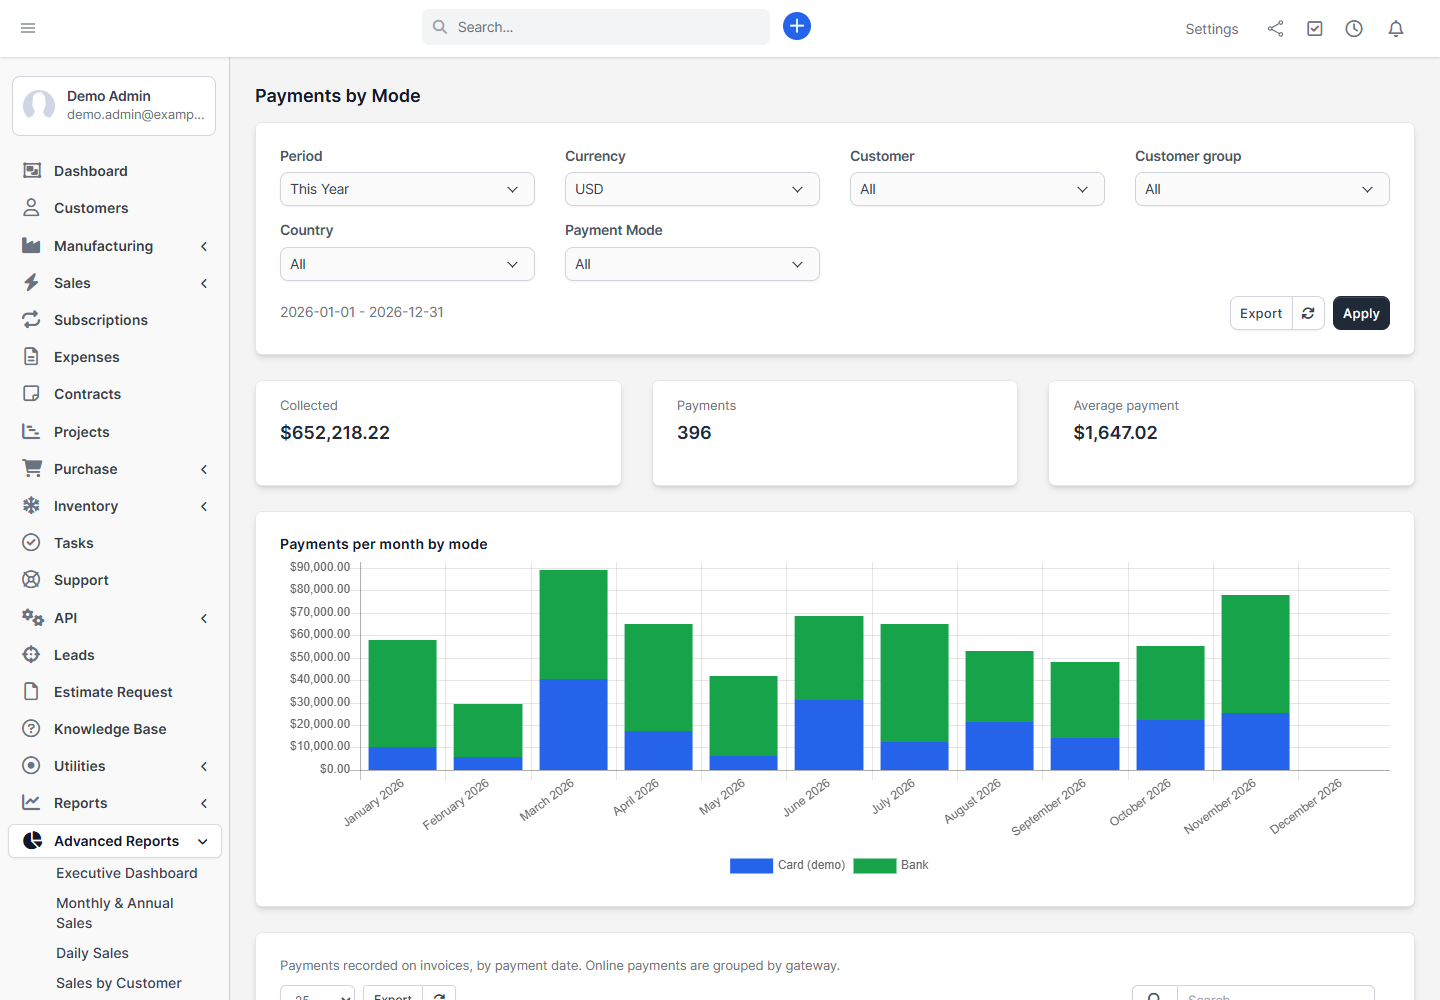 Search...
Settings
Demo Admin
demo.admin@examp...
Dashboard
Customers
Manufacturing
Sales
Subscriptions
Expenses
Contracts
Projects
Purchase
Inventory
Tasks
Support
API
Leads
Estimate Request
Knowledge Base
Utilities
Reports
Advanced Reports
Executive Dashboard
Monthly & Annual
Sales
Daily Sales
Sales by Customer
Payments by Mode
Period Currency Customer Customer group
This Year USD All All
Country Payment Mode
All All
2026-01-01 - 2026-12-31
Export Apply
Collected Payments Average payment
$652,218.22 396 $1,647.02
Payments per month by mode
$90,000.00
$80,000.00
$70,000.00
$60,000.00
$50,000.00
$40,000.00
$30,000.00
$20,000.00
$10,000.00
$0.00
January 2026 February 2026 March 2026 April 2026 May 2026 June 2026 July 2026 August 2026 September 2026 October 2026 November 2026 December 2026
Card (demo) Bank
Payments recorded on invoices, by payment date. Online payments are grouped by gateway.
25 Export Search